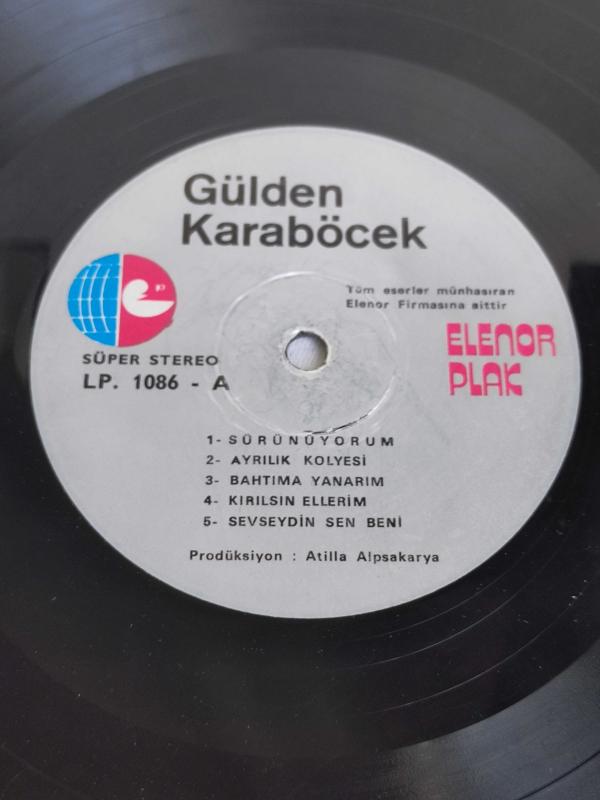 Gülden
Karaböcek
Tüm eserler münhasıran
Elenor Firmasına aittir
ELENOR
PLAK
SÜPER STEREO
LP. 1086 - A
1- SÜRÜNÜYORUM
2- AYRILIK KOLYESİ
3- BAHTIMA YANARIM
4- KIRILSIN ELLERİM
5- SEVSEYDİN SEN BENİ
Prodüksiyon : Atilla Alpsakarya